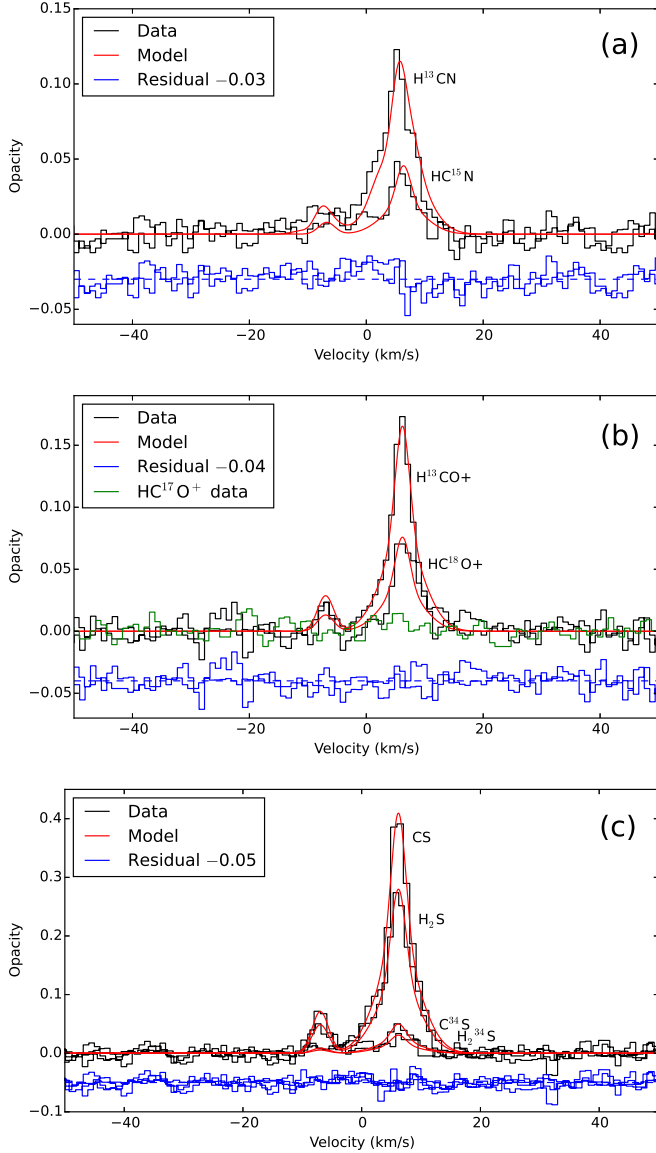 0.15
Data
Model
Residual −0.03
(a)
0.10
H¹³CN
0.05
HC¹⁵N
0.00
−0.05
Opacity
−40 −20 0 20 40
Velocity (km/s)
Data
Model
Residual −0.04
HC¹⁷O⁺ data
(b)
0.15
H¹³CO+
0.10
HC¹⁸O+
0.05
0.00
−0.05
Opacity
−40 −20 0 20 40
Velocity (km/s)
Data
Model
Residual −0.05
(c)
0.4
CS
0.3
H₂S
0.2
0.1
C³⁴S
H₂³⁴S
0.0
−0.1
Opacity
−40 −20 0 20 40
Velocity (km/s)